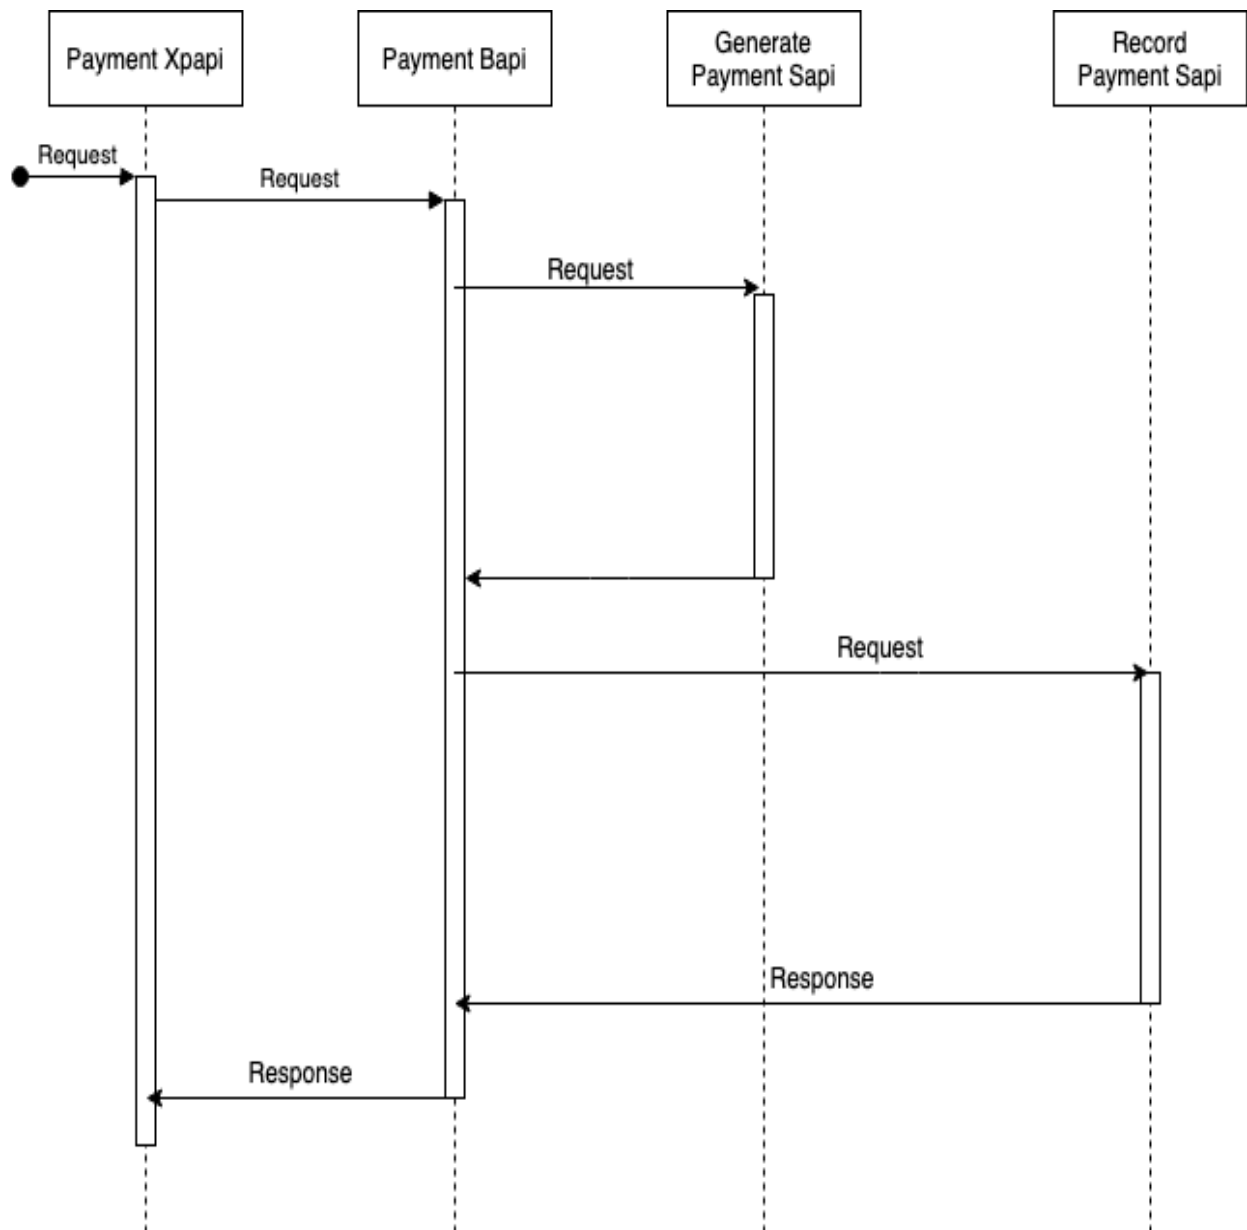 Payment Xpapi
Payment Bapi
Generate
Payment Sapi
Record
Payment Sapi
Request
Request
Request
Request
Response
Response